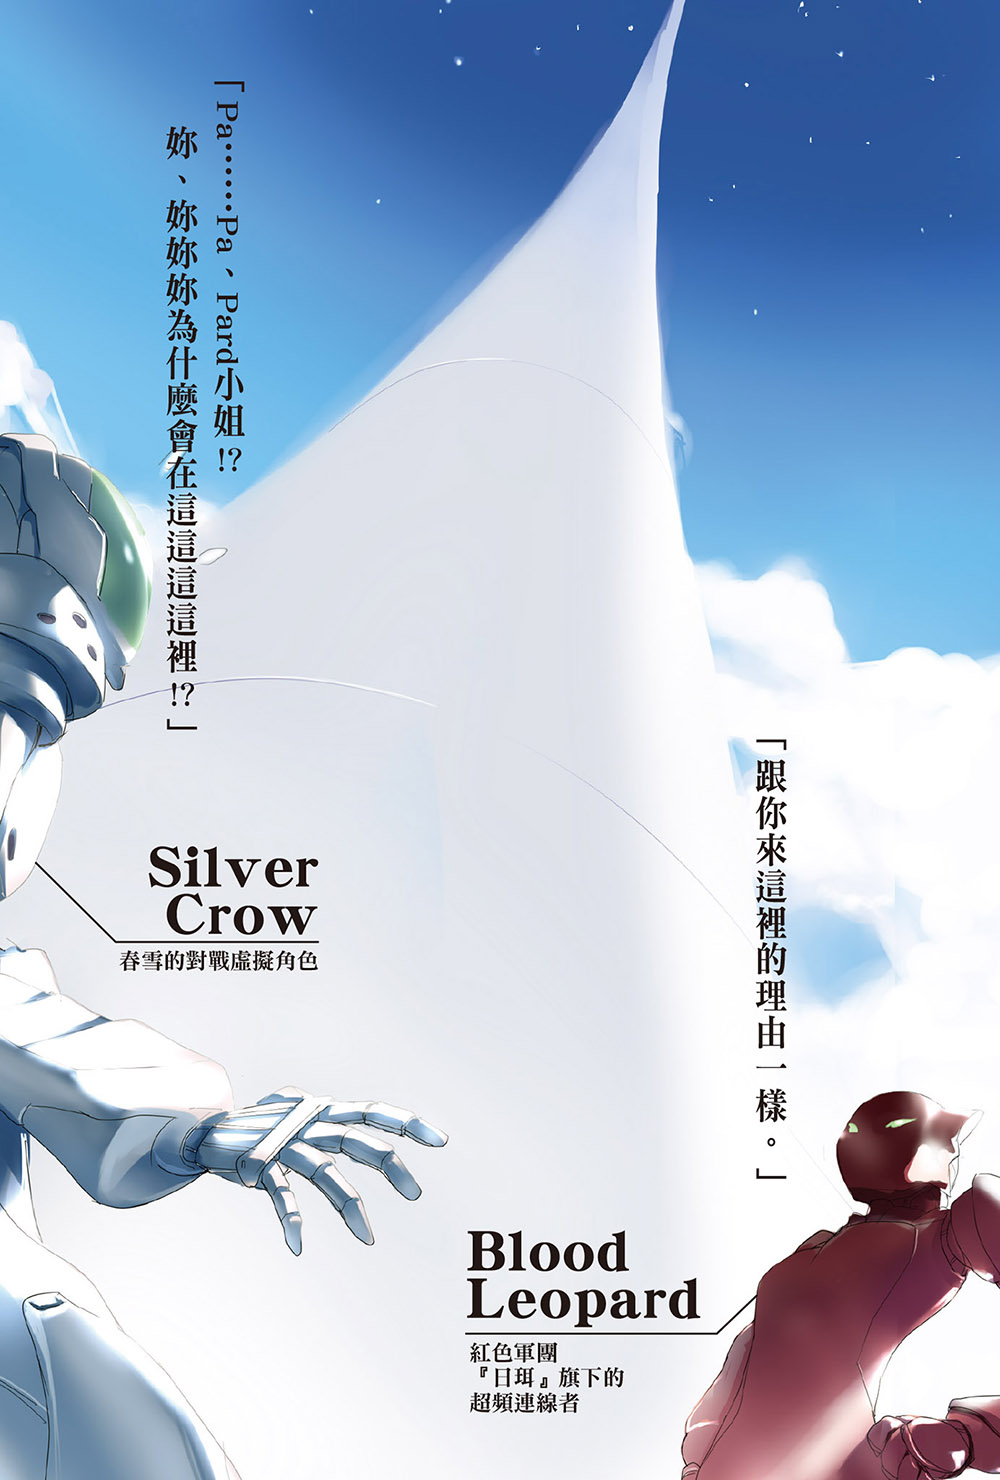 「Pa……Pa、Pard小姐!?
妳、妳妳妳為什麼會在這這這這裡!?」
Silver
Crow
春雪的對戰虛擬角色
「跟你來這裡的理由一樣。」
Blood
Leopard
紅色軍團
『日珥』旗下的
超頻連線者